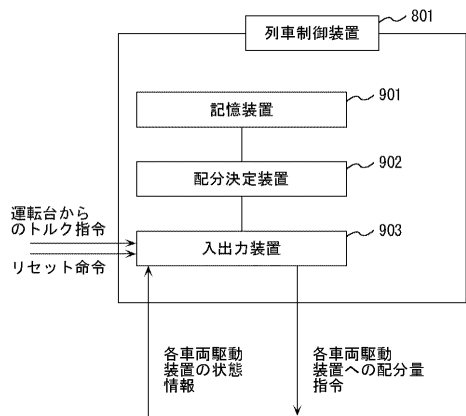 801
列車制御装置
901
記憶装置
902
配分決定装置
運転台から
のトルク指令
903
入出力装置
リセット命令
各車両駆動
装置の状態
情報
各車両駆動
装置への配分量
指令